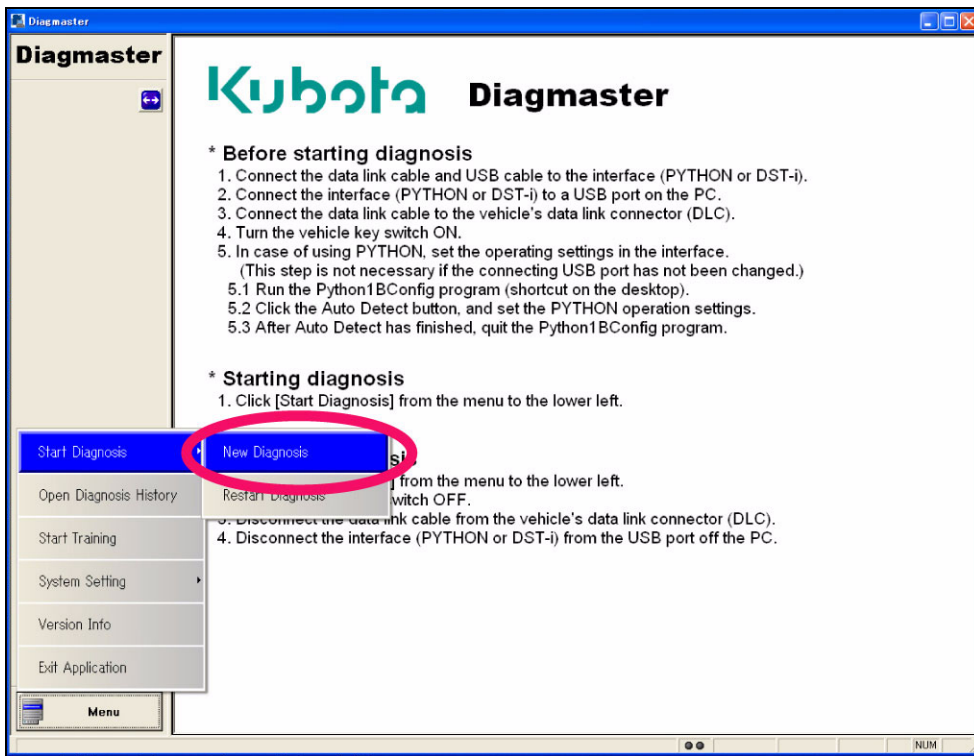 Diagmaster
Diagmaster
Kubota Diagmaster
* Before starting diagnosis
1. Connect the data link cable and USB cable to the interface (PYTHON or DST-i).
2. Connect the interface (PYTHON or DST-i) to a USB port on the PC.
3. Connect the data link cable to the vehicle's data link connector (DLC).
4. Turn the vehicle key switch ON.
5. In case of using PYTHON, set the operating settings in the interface.
(This step is not necessary if the connecting USB port has not been changed.)
5.1 Run the Python1BConfig program (shortcut on the desktop).
5.2 Click the Auto Detect button, and set the PYTHON operation settings.
5.3 After Auto Detect has finished, quit the Python1BConfig program.
* Starting diagnosis
1. Click [Start Diagnosis] from the menu to the lower left.
Start Diagnosis
New Diagnosis
sis
] from the menu to the lower left.
Open Diagnosis History
Restart Diagnosis
witch OFF.
3. Disconnect the data link cable from the vehicle's data link connector (DLC).
Start Training
4. Disconnect the interface (PYTHON or DST-i) from the USB port off the PC.
System Setting
Version Info
Exit Application
Menu
NUM